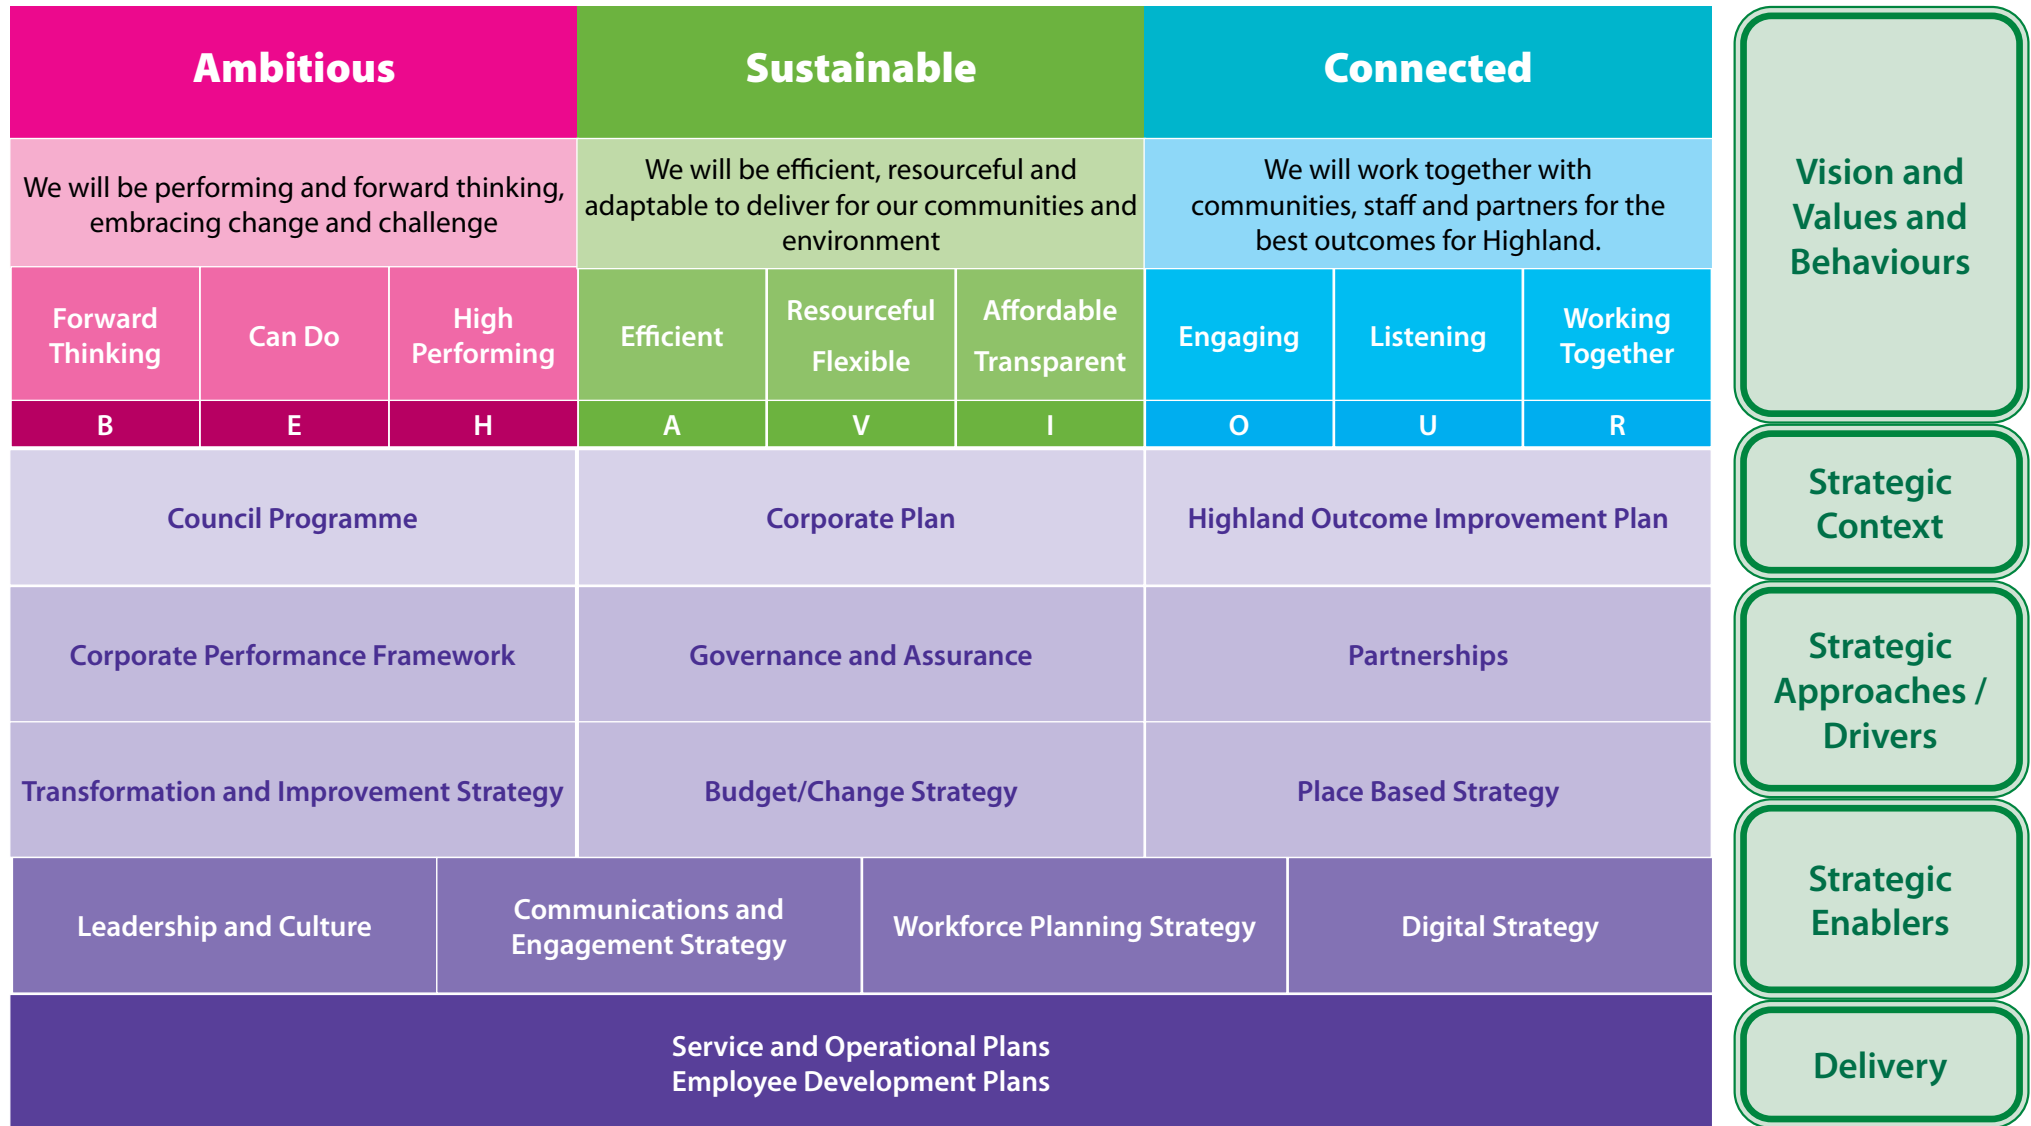 Ambitious
Sustainable
Connected
We will be performing and forward thinking,
embracing change and challenge
We will be efficient, resourceful and
adaptable to deliver for our communities and
environment
We will work together with
communities, staff and partners for the
best outcomes for Highland.
Forward
Thinking
Can Do
High
Performing
Efficient
Resourceful
Flexible
Affordable
Transparent
Engaging
Listening
Working
Together
B
E
H
A
V
I
O
U
R
Vision and
Values and
Behaviours
Council Programme
Corporate Plan
Highland Outcome Improvement Plan
Strategic
Context
Corporate Performance Framework
Governance and Assurance
Partnerships
Transformation and Improvement Strategy
Budget/Change Strategy
Place Based Strategy
Strategic
Approaches /
Drivers
Leadership and Culture
Communications and
Engagement Strategy
Workforce Planning Strategy
Digital Strategy
Strategic
Enablers
Service and Operational Plans
Employee Development Plans
Delivery